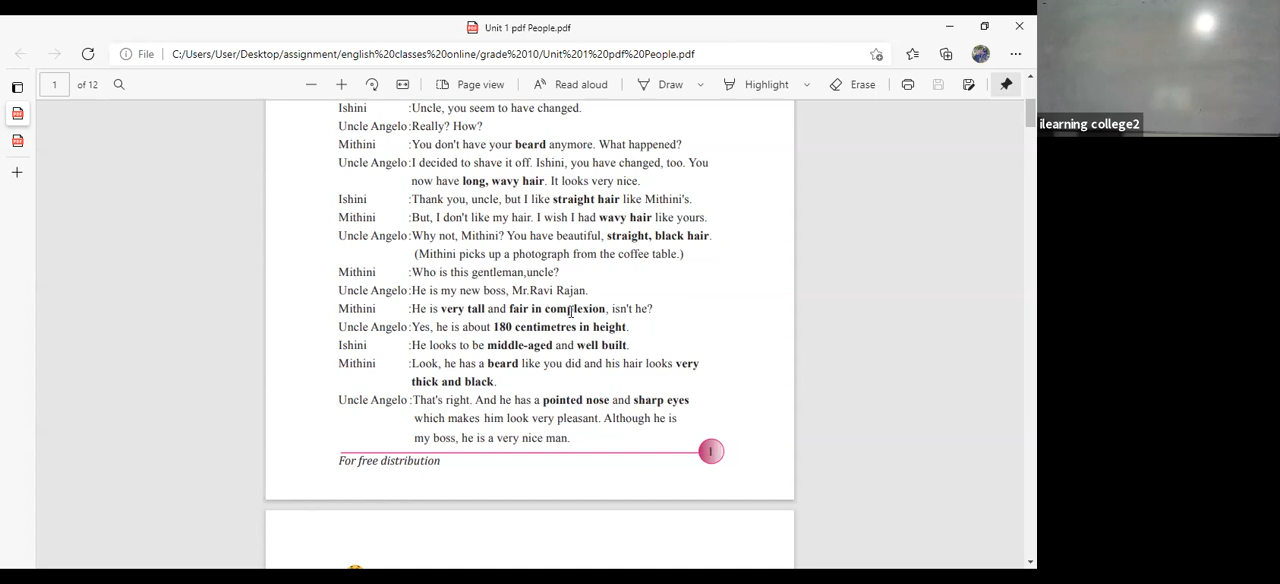 Unit 1 pdf People.pdf
File C:/Users/User/Desktop/assignment/english%20classes%20online/grade%2010/Unit%201%20pdf%20People.pdf
1 of 12 Page view Read aloud Draw Highlight Erase
ilearning college2
Ishini :Uncle, you seem to have changed.
Uncle Angelo:Really? How?
Mithini :You don't have your beard anymore. What happened?
Uncle Angelo:I decided to shave it off. Ishini, you have changed, too. You
now have long, wavy hair. It looks very nice.
Ishini :Thank you, uncle, but I like straight hair like Mithini's.
Mithini :But, I don't like my hair. I wish I had wavy hair like yours.
Uncle Angelo:Why not, Mithini? You have beautiful, straight, black hair.
(Mithini picks up a photograph from the coffee table.)
Mithini :Who is this gentleman,uncle?
Uncle Angelo:He is my new boss, Mr.Ravi Rajan.
Mithini :He is very tall and fair in complexion, isn't he?
Uncle Angelo:Yes, he is about 180 centimetres in height.
Ishini :He looks to be middle-aged and well built.
Mithini :Look, he has a beard like you did and his hair looks very
thick and black.
Uncle Angelo :That's right. And he has a pointed nose and sharp eyes
which makes him look very pleasant. Although he is
my boss, he is a very nice man.
1
For free distribution